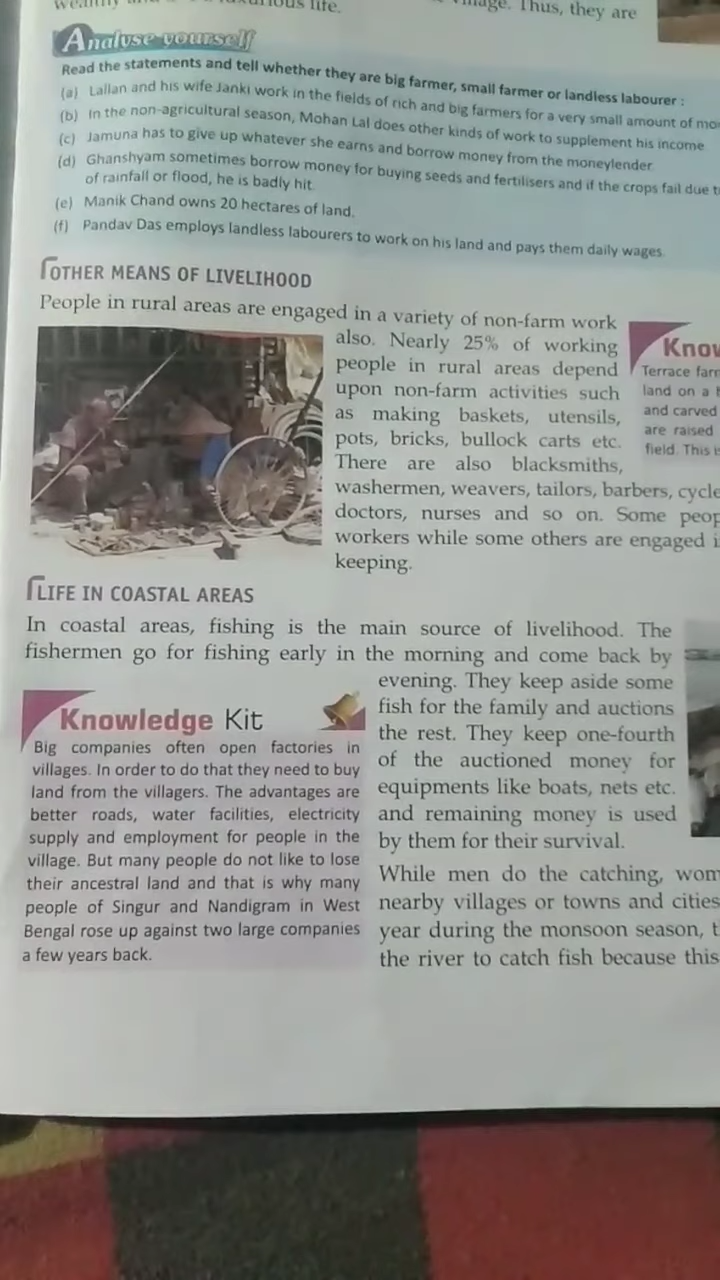 life.
Thus, they are
Analyse yourself
Read the statements and tell whether they are big farmer, small farmer or landless labourer :
(a) Lallan and his wife Janki work in the fields of rich and big farmers for a very small amount of
(b) In the non-agricultural season, Mohan Lal does other kinds of work to supplement his income
(c) Jamuna has to give up whatever she earns and borrow money from the moneylender
(d) Ghanshyam sometimes borrow money for buying seeds and fertilisers and if the crops fail due
of rainfall or flood, he is badly hit.
(e) Manik Chand owns 20 hectares of land.
(f) Pandav Das employs landless labourers to work on his land and pays them daily wages.
OTHER MEANS OF LIVELIHOOD
People in rural areas are engaged in a variety of non-farm work
also. Nearly 25% of working
people in rural areas depend
upon non-farm activities such
as making baskets, utensils,
pots, bricks, bullock carts etc.
There are also blacksmiths,
washermen, weavers, tailors, barbers, cycle
doctors, nurses and so on. Some
workers while some others are engaged
keeping.
Terrace
land on a
and carved
are raised
field. This
LIFE IN COASTAL AREAS
In coastal areas, fishing is the main source of livelihood. The
fishermen go for fishing early in the morning and come back by
evening. They keep aside some
fish for the family and auctions
the rest. They keep one-fourth
of the auctioned money for
equipments like boats, nets etc.
and remaining money is used
by them for their survival.
While men do the catching,
nearby villages or towns and cities
year during the monsoon season,
the river to catch fish because this
Knowledge Kit
Big companies often open factories in
villages. In order to do that they need to buy
land from the villagers. The advantages are
better roads, water facilities, electricity
supply and employment for people in the
village. But many people do not like to lose
their ancestral land and that is why many
people of Singur and Nandigram in West
Bengal rose up against two large companies
a few years back.